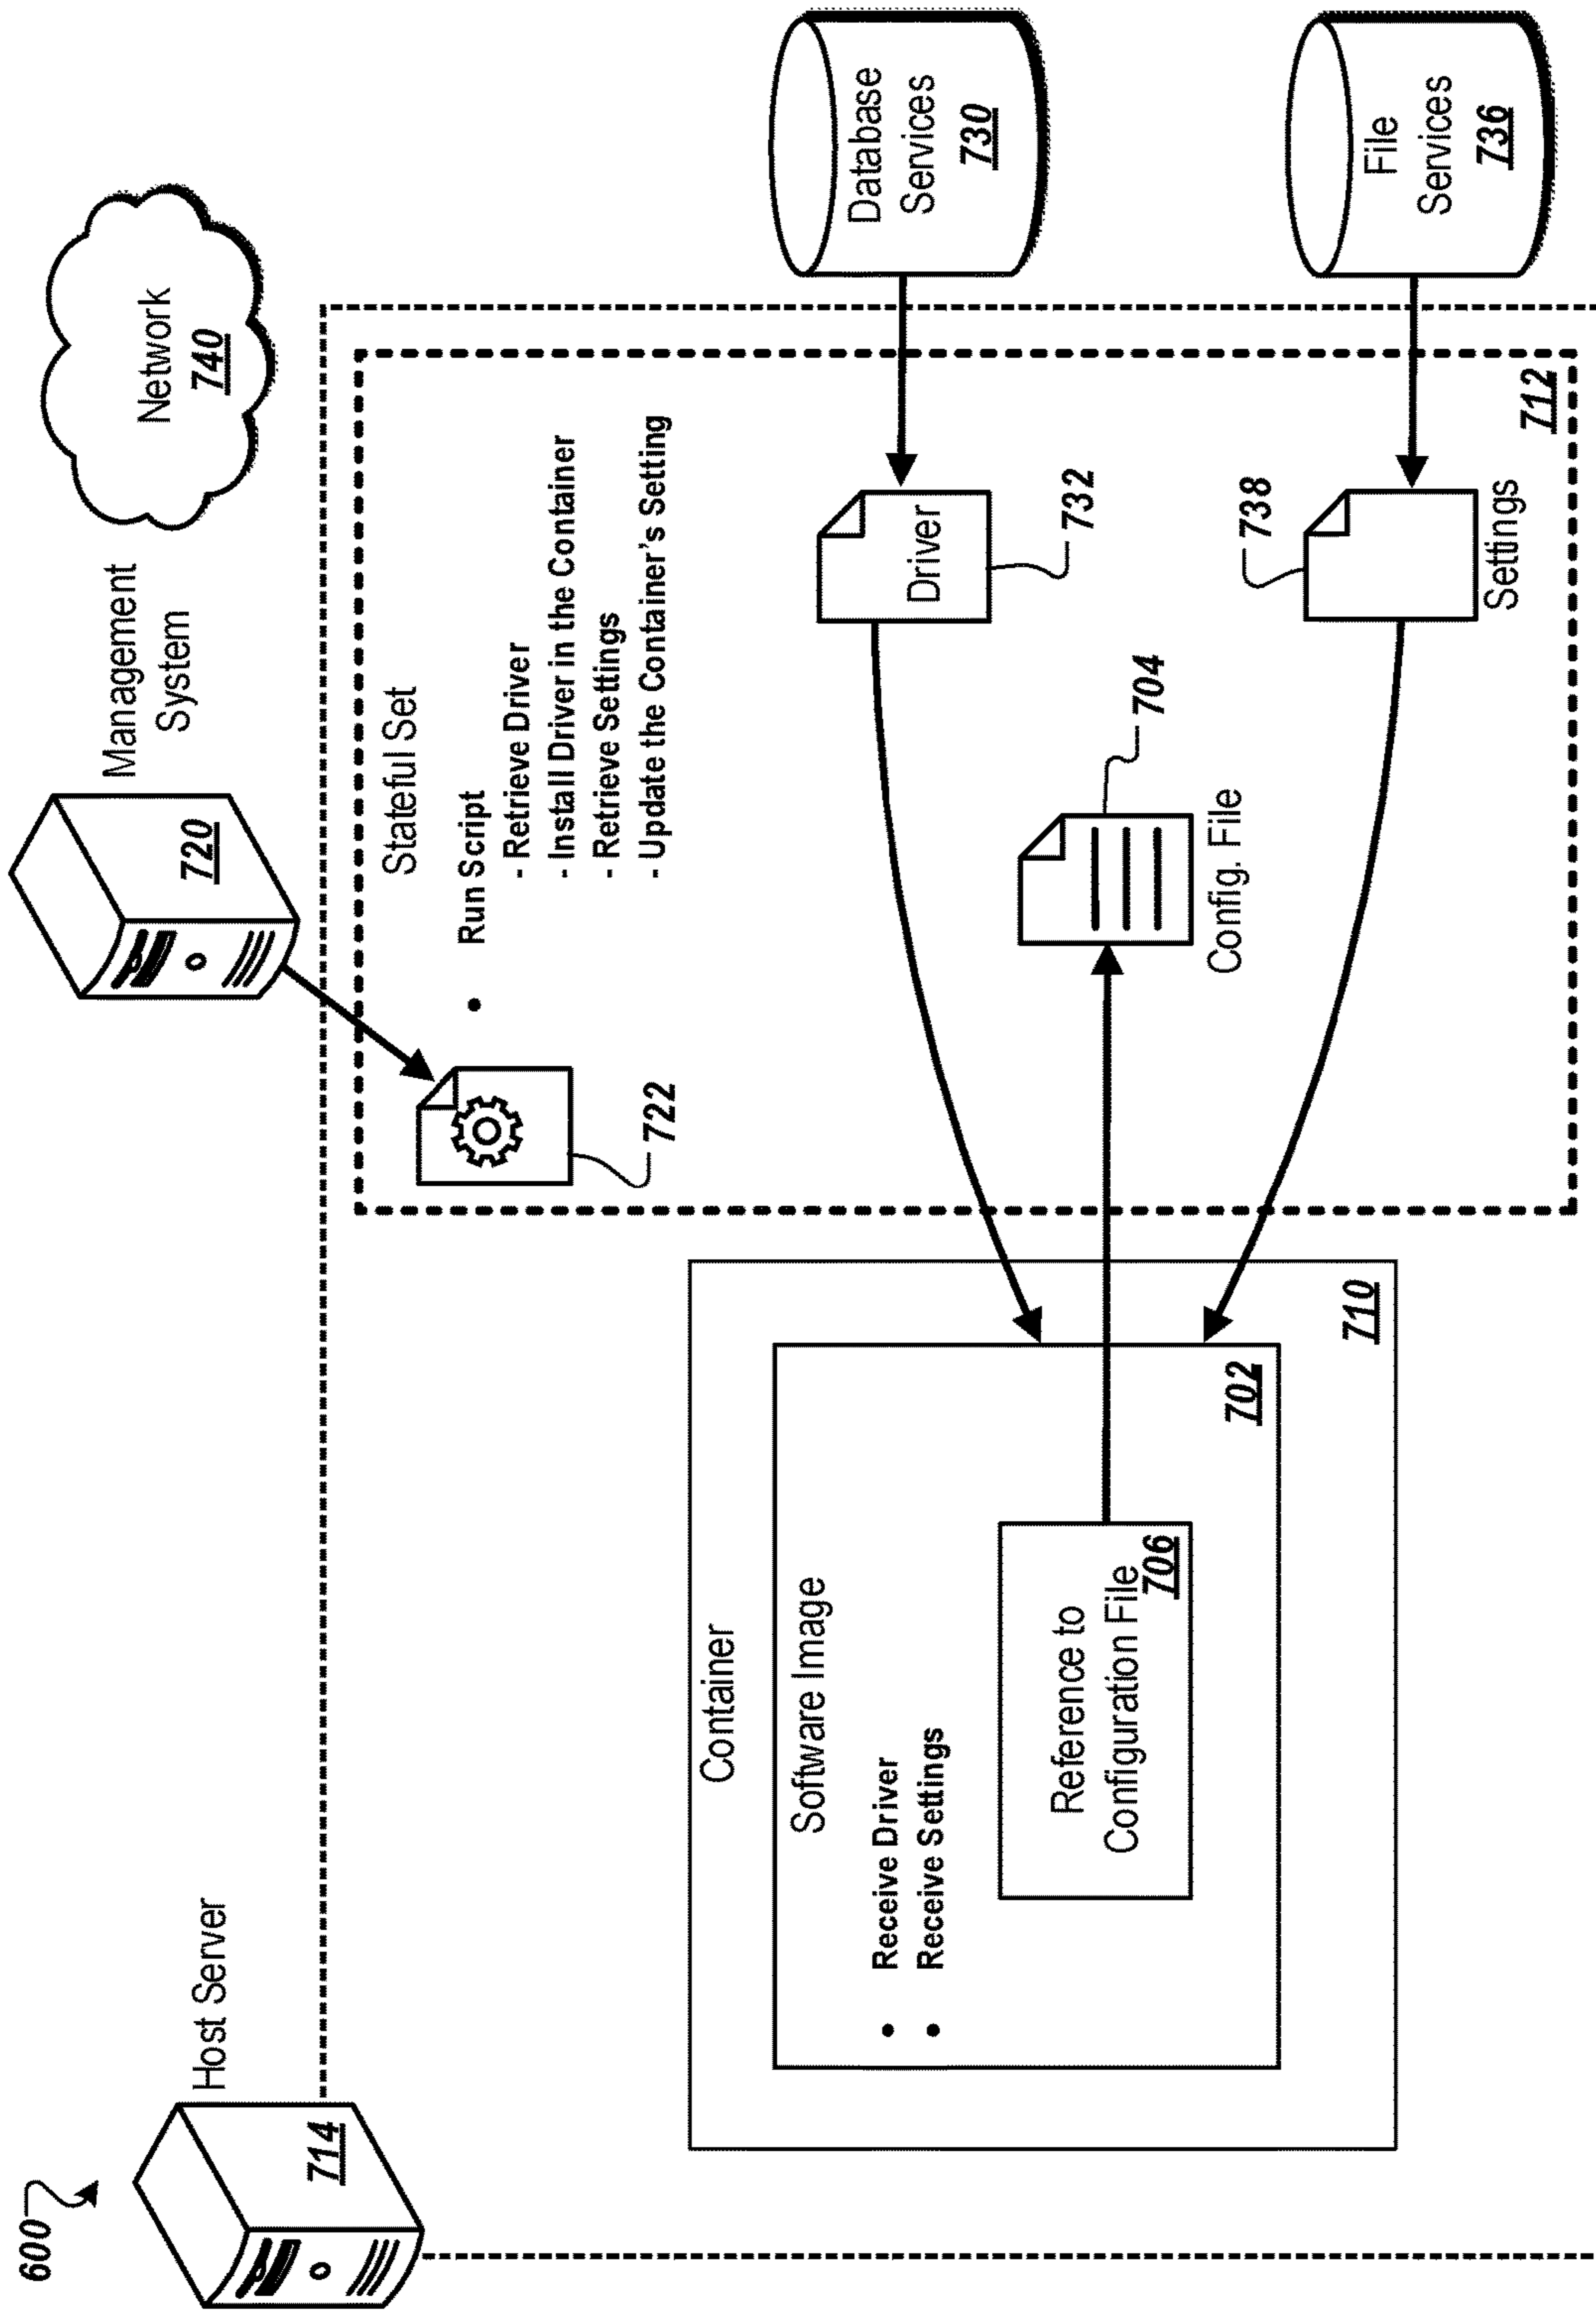 600
Host Server
714
Management
System
720
Network
740
Stateful Set
• Run Script
- Retrieve Driver
- Install Driver in the Container
- Retrieve Settings
- Update the Container's Setting
722
Container
Software Image
• Receive Driver
• Receive Settings
Reference to
Configuration File
706
702
710
704
Config. File
Driver
732
738
Settings
712
Database
Services
730
File
Services
736